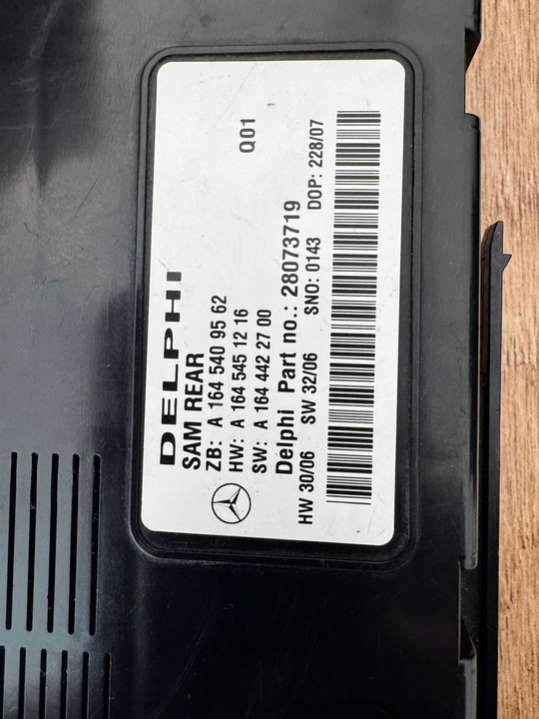 DELPHI
SAM REAR
ZB: A 164 540 95 62
HW: A 164 545 12 16
SW: A 164 442 27 00
Q01
Delphi Part no.: 28073719
HW 30/06 SW 32/06 SNO: 0143 DOP: 228/07